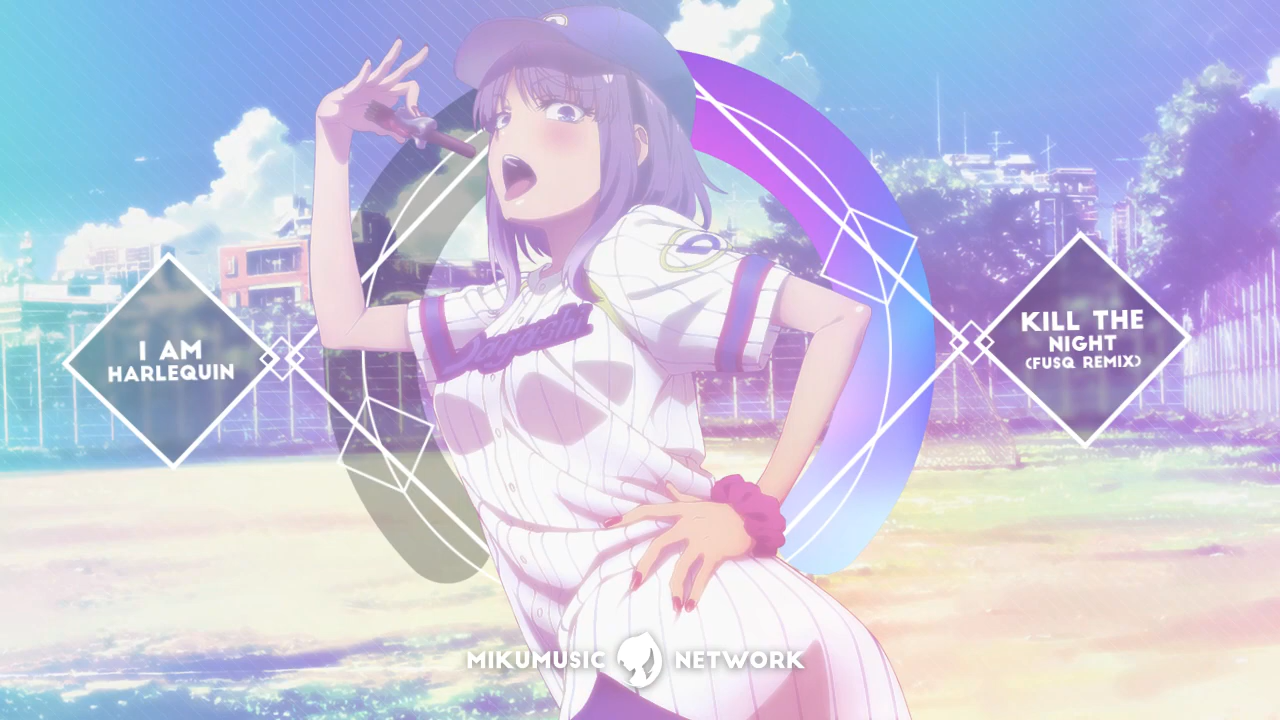 I AM
HARLEQUIN
Dagashi
KILL THE
NIGHT
(FUSQ REMIX)
MIKUMUSIC NETWORK